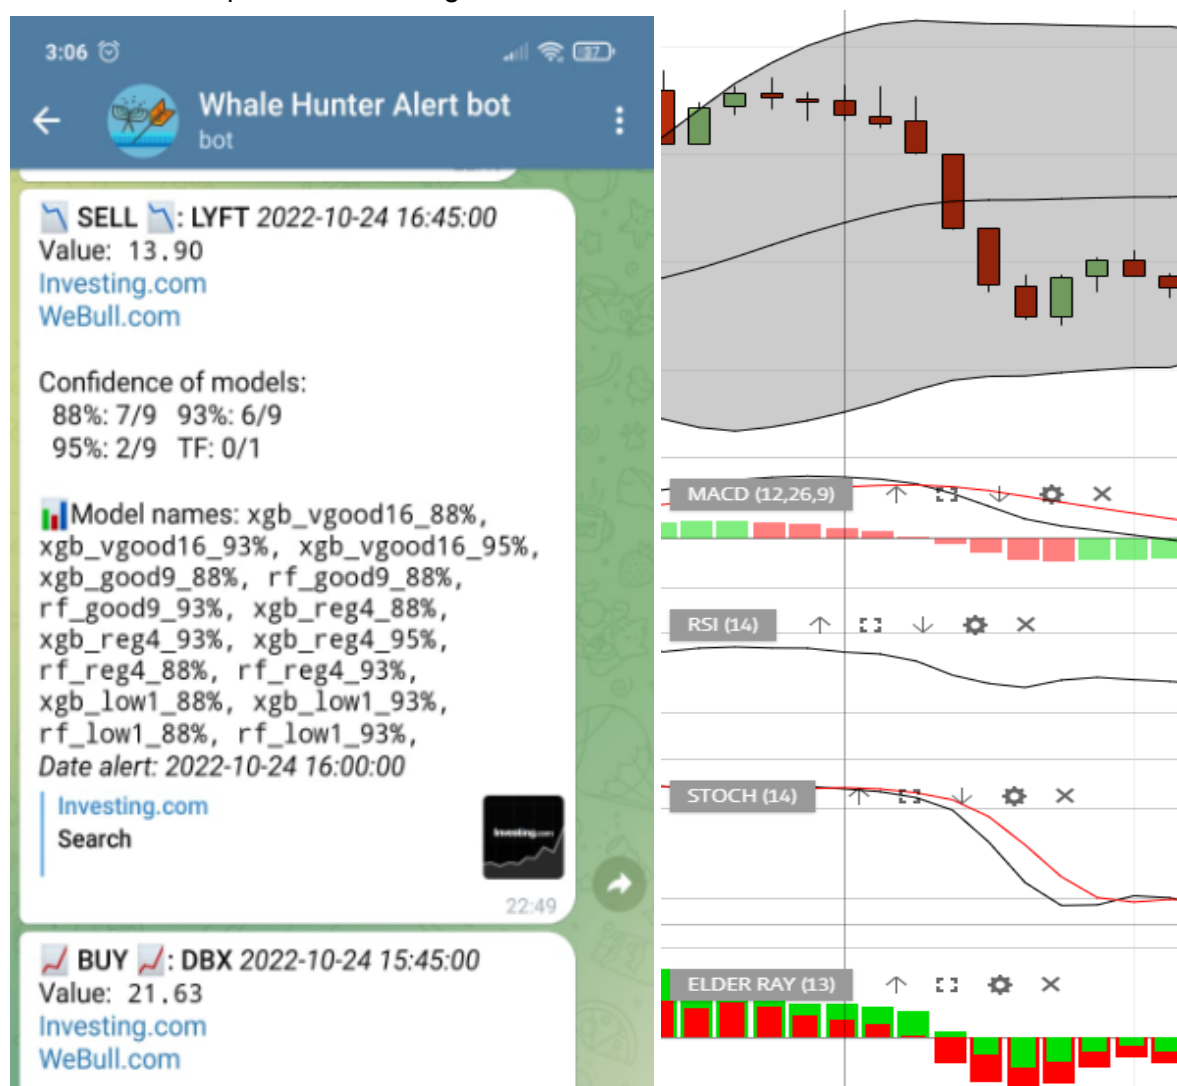 3:06
37
Whale Hunter Alert bot
bot
SELL : LYFT 2022-10-24 16:45:00
Value: 13.90
Investing.com
WeBull.com
Confidence of models:
88%: 7/9 93%: 6/9
95%: 2/9 TF: 0/1
Model names: xgb_vgood16_88%,
xgb_vgood16_93%, xgb_vgood16_95%,
xgb_good9_88%, rf_good9_88%,
rf_good9_93%, xgb_reg4_88%,
xgb_reg4_93%, xgb_reg4_95%,
rf_reg4_88%, rf_reg4_93%,
xgb_low1_88%, xgb_low1_93%,
rf_low1_88%, rf_low1_93%,
Date alert: 2022-10-24 16:00:00
Investing.com
Search
Investing.com
22:49
BUY : DBX 2022-10-24 15:45:00
Value: 21.63
Investing.com
WeBull.com
MACD (12,26,9)
RSI (14)
STOCH (14)
ELDER RAY (13)